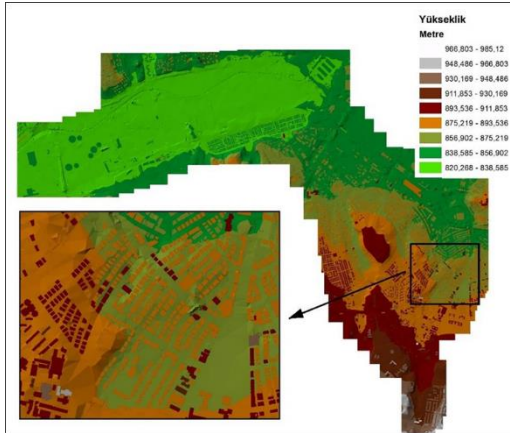 Yükseklik
Metre
966,803 - 985,12
948,486 - 966,803
930,169 - 948,486
911,853 - 930,169
893,536 - 911,853
875,219 - 893,536
856,902 - 875,219
838,585 - 856,902
820,268 - 838,585